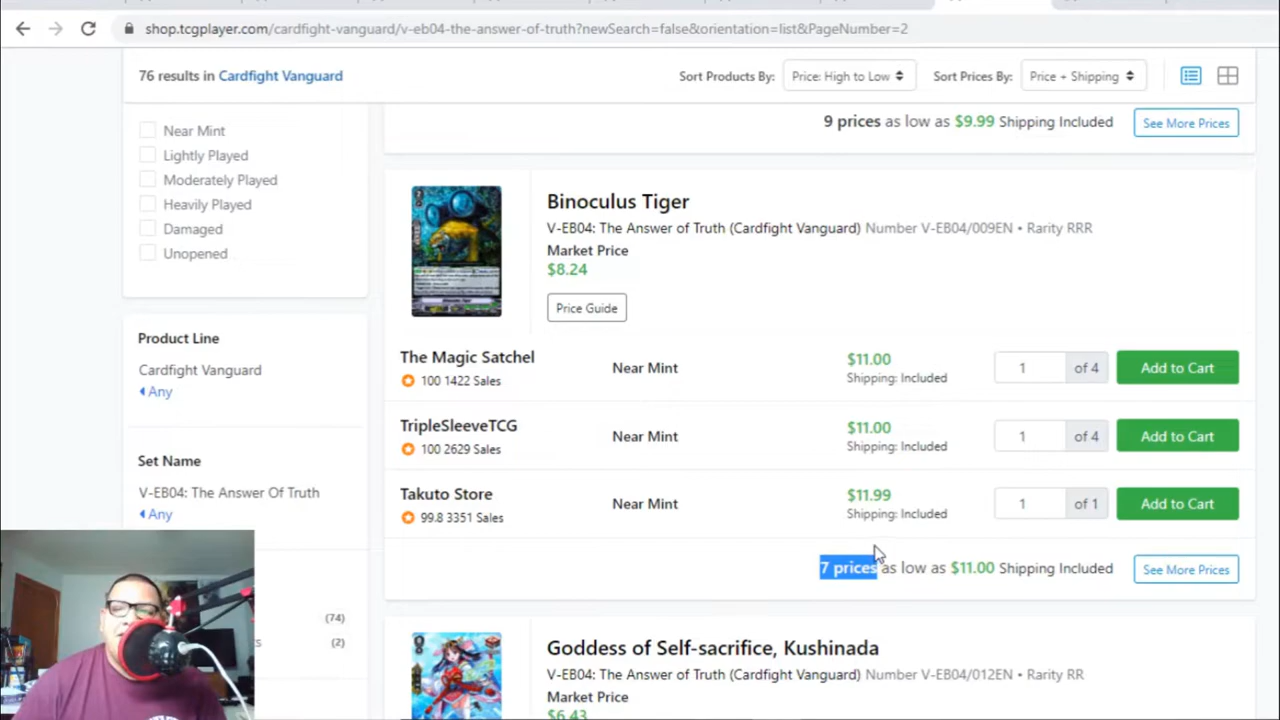 shop.tcgplayer.com/cardfight-vanguard/v-eb04-the-answer-of-truth?newSearch=false&orientation=list&PageNumber=2
76 results in Cardfight Vanguard
Sort Products By:
Price: High to Low
Sort Prices By:
Price + Shipping
Near Mint
Lightly Played
Moderately Played
Heavily Played
Damaged
Unopened
Product Line
Cardfight Vanguard
Any
Set Name
V-EB04: The Answer Of Truth
Any
(74)
(2)
9 prices as low as $9.99 Shipping Included
See More Prices
Binoculus Tiger
V-EB04: The Answer of Truth (Cardfight Vanguard) Number V-EB04/009EN • Rarity RRR
Market Price
$8.24
Price Guide
The Magic Satchel
100 1422 Sales
Near Mint
$11.00
Shipping: Included
1 of 4
Add to Cart
TripleSleeveTCG
100 2629 Sales
Near Mint
$11.00
Shipping: Included
1 of 4
Add to Cart
Takuto Store
99.8 3351 Sales
Near Mint
$11.99
Shipping: Included
1 of 1
Add to Cart
7 prices as low as $11.00 Shipping Included
See More Prices
Goddess of Self-sacrifice, Kushinada
V-EB04: The Answer of Truth (Cardfight Vanguard) Number V-EB04/012EN • Rarity RR
Market Price
$6.43